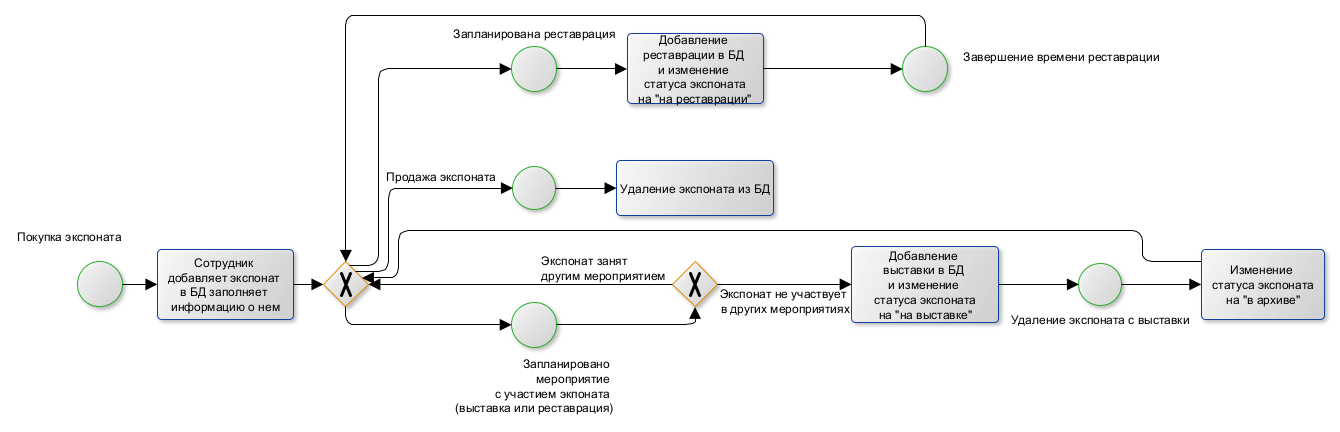 Запланирована реставрация
Добавление
реставрации в БД
и изменение
статуса экспоната
на "на реставрации"
Завершение времени реставрации
Продажа экспоната
Удаление экспоната из БД
Покупка экспоната
Сотрудник
добавляет экспонат
в БД заполняет
информацию о нем
X
Экспонат занят
другим мероприятием
X
Экспонат не участвует
в других мероприятиях
Добавление
выставки в БД
и изменение
статуса экспоната
на "на выставке"
Удаление экспоната с выставки
Изменение
статуса экспоната
на "в архиве"
Запланировано
мероприятие
с участием экпоната
(выставка или реставрация)